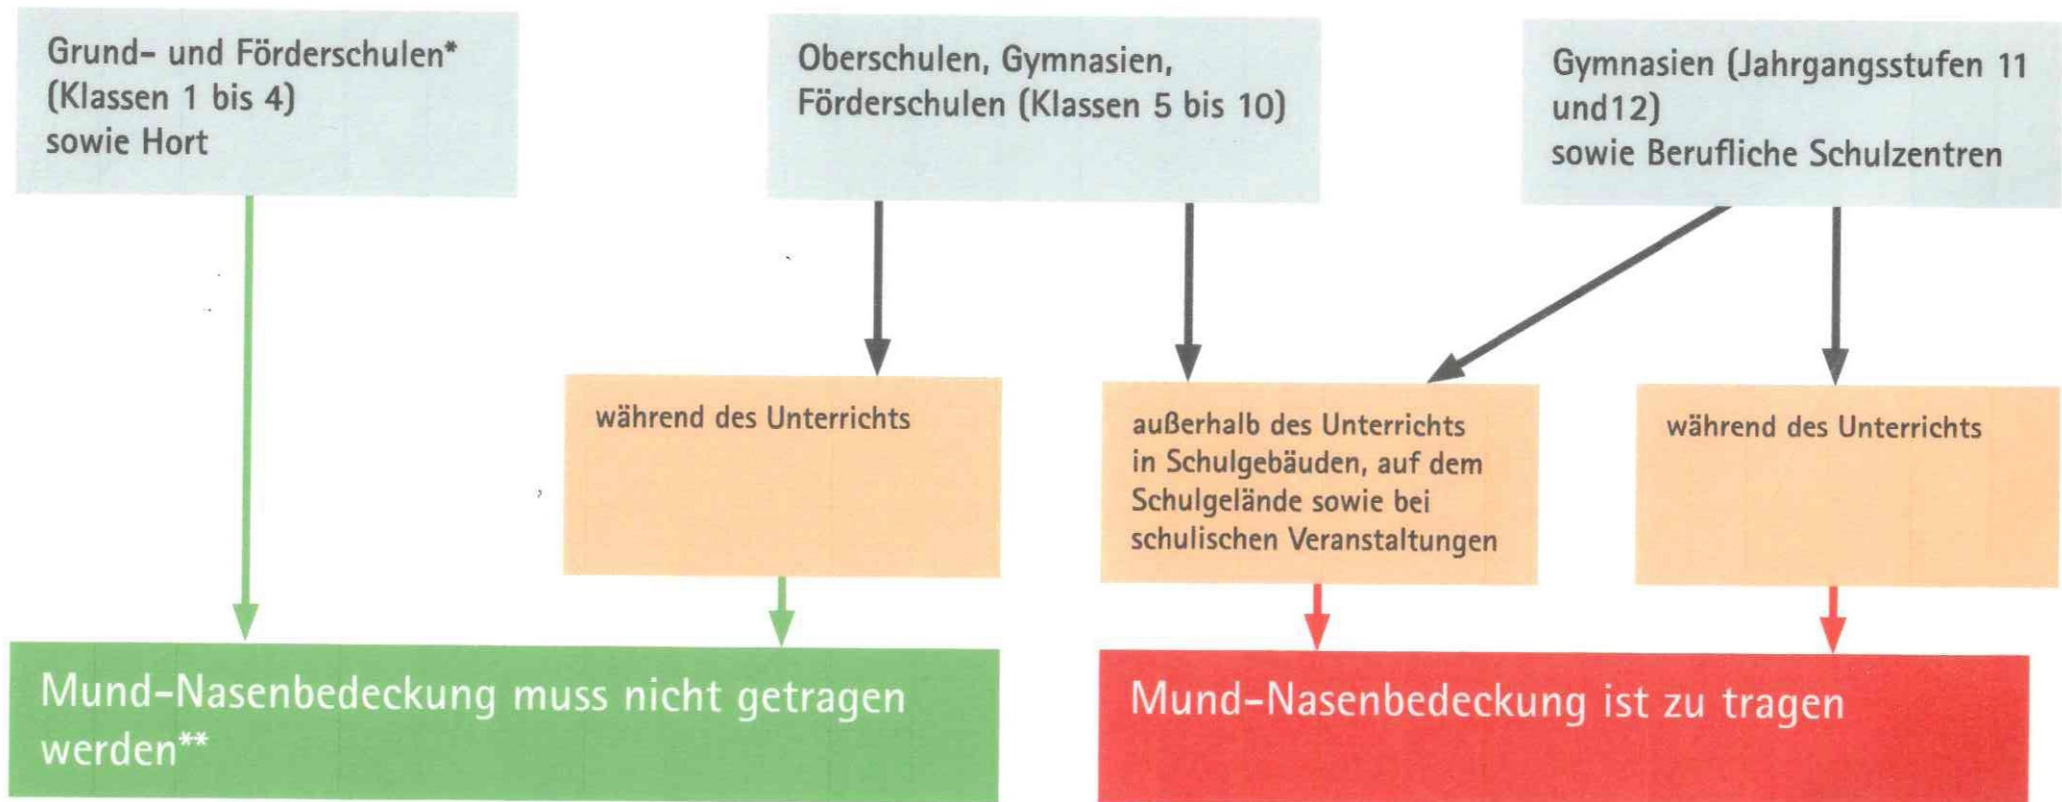 Grund- und Förderschulen*
(Klassen 1 bis 4)
sowie Hort
Oberschulen, Gymnasien,
Förderschulen (Klassen 5 bis 10)
Gymnasien (Jahrgangsstufen 11
und12)
sowie Berufliche Schulzentren
während des Unterrichts
außerhalb des Unterrichts
in Schulgebäuden, auf dem
Schulgelände sowie bei
schulischen Veranstaltungen
während des Unterrichts
Mund-Nasenbedeckung muss nicht getragen
werden**
Mund-Nasenbedeckung ist zu tragen